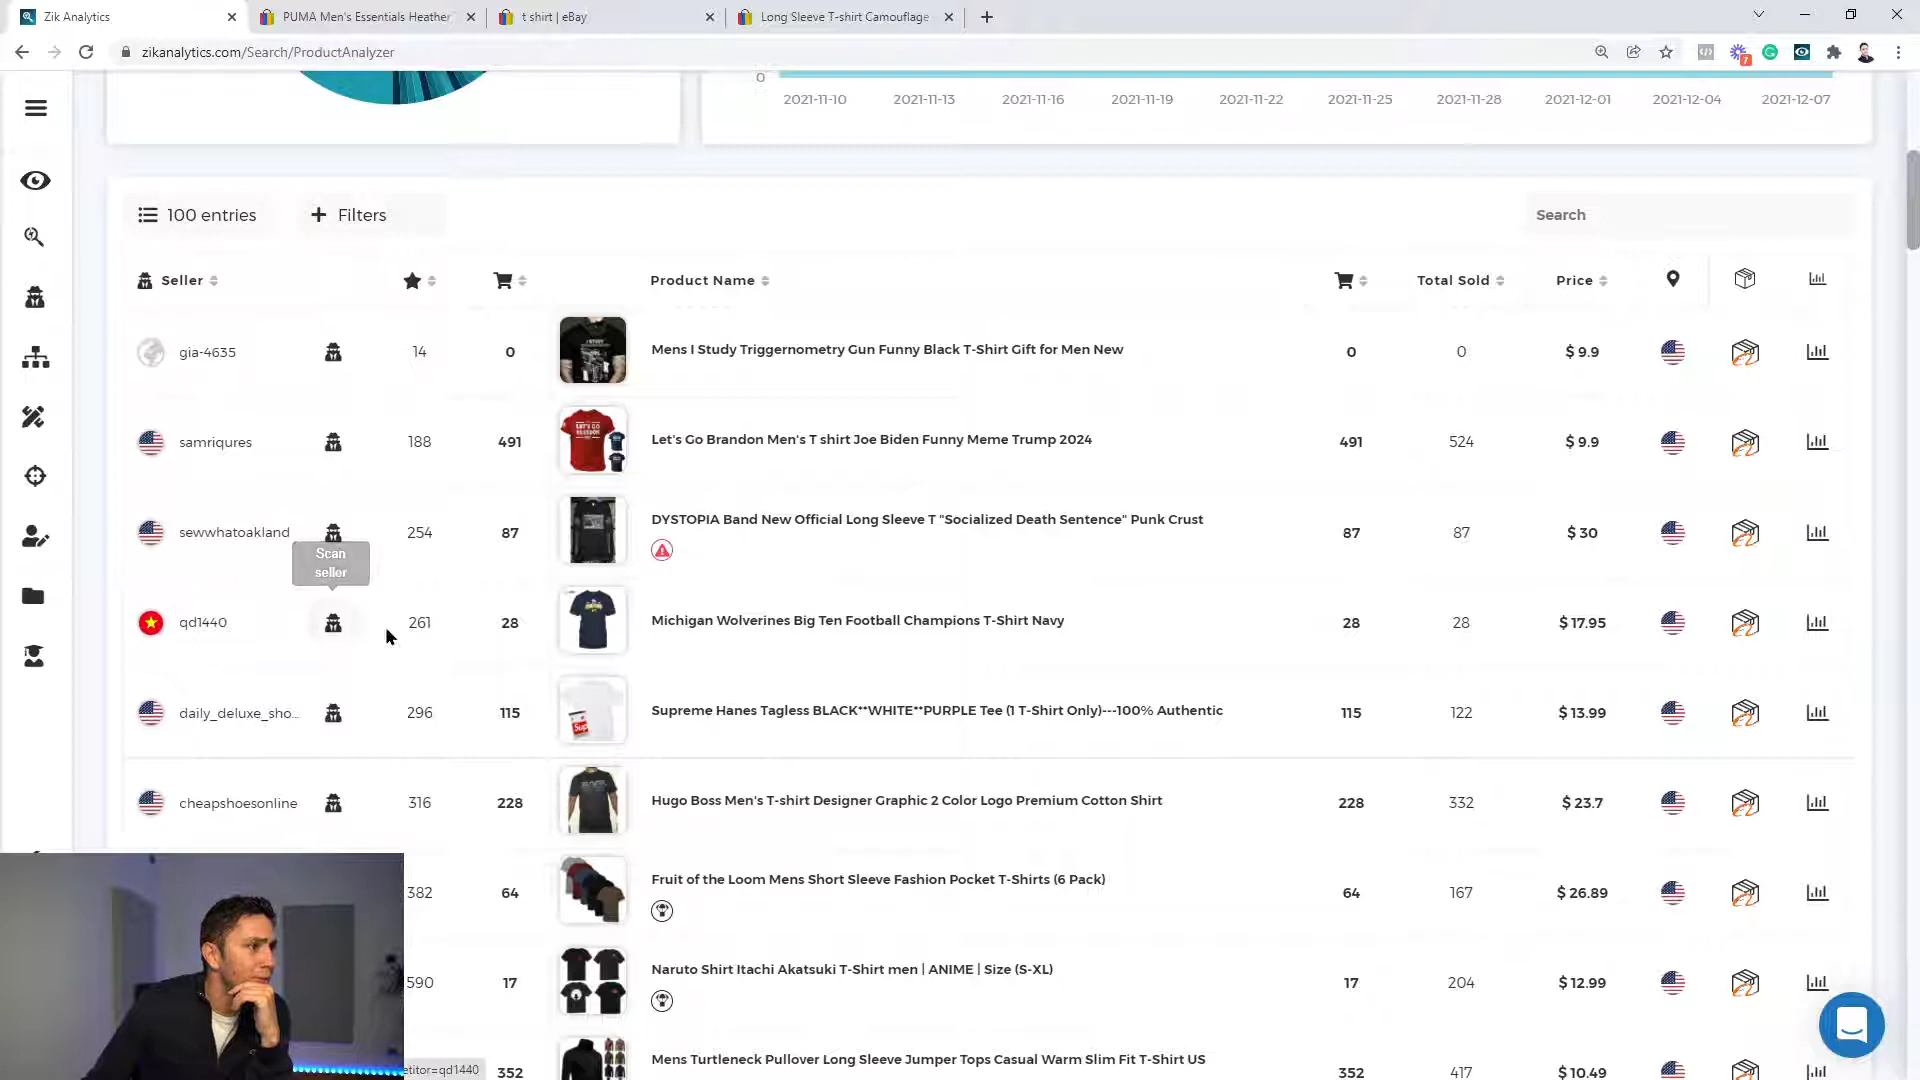 Zik Analytics
PUMA Men's Essentials Heather
t shirt | eBay
Long Sleeve T-shirt Camouflage
zikanalytics.com/Search/ProductAnalyzer
7
0
2021-11-10 2021-11-13 2021-11-16 2021-11-19 2021-11-22 2021-11-25 2021-11-28 2021-12-01 2021-12-04 2021-12-07
100 entries + Filters Search
Seller Product Name Total Sold Price
gia-4635 14 0 Mens I Study Triggernometry Gun Funny Black T-Shirt Gift for Men New 0 0 $ 9.9
samriqures 188 491 Let's Go Brandon Men's T shirt Joe Biden Funny Meme Trump 2024 491 524 $ 9.9
sewwhatoakland 254 87 DYSTOPIA Band New Official Long Sleeve T "Socialized Death Sentence" Punk Crust 87 87 $ 30
Scan
seller
qd1440 261 28 Michigan Wolverines Big Ten Football Champions T-Shirt Navy 28 28 $ 17.95
daily_deluxe_sho... 296 115 Supreme Hanes Tagless BLACK**WHITE**PURPLE Tee (1 T-Shirt Only)---100% Authentic 115 122 $ 13.99
cheapshoesonline 316 228 Hugo Boss Men's T-shirt Designer Graphic 2 Color Logo Premium Cotton Shirt 228 332 $ 23.7
382 64 Fruit of the Loom Mens Short Sleeve Fashion Pocket T-Shirts (6 Pack) 64 167 $ 26.89
590 17 Naruto Shirt Itachi Akatsuki T-Shirt men | ANIME | Size (S-XL) 17 204 $ 12.99
352 Mens Turtleneck Pullover Long Sleeve Jumper Tops Casual Warm Slim Fit T-Shirt US 352 417 $ 10.49
etitor=qd1440